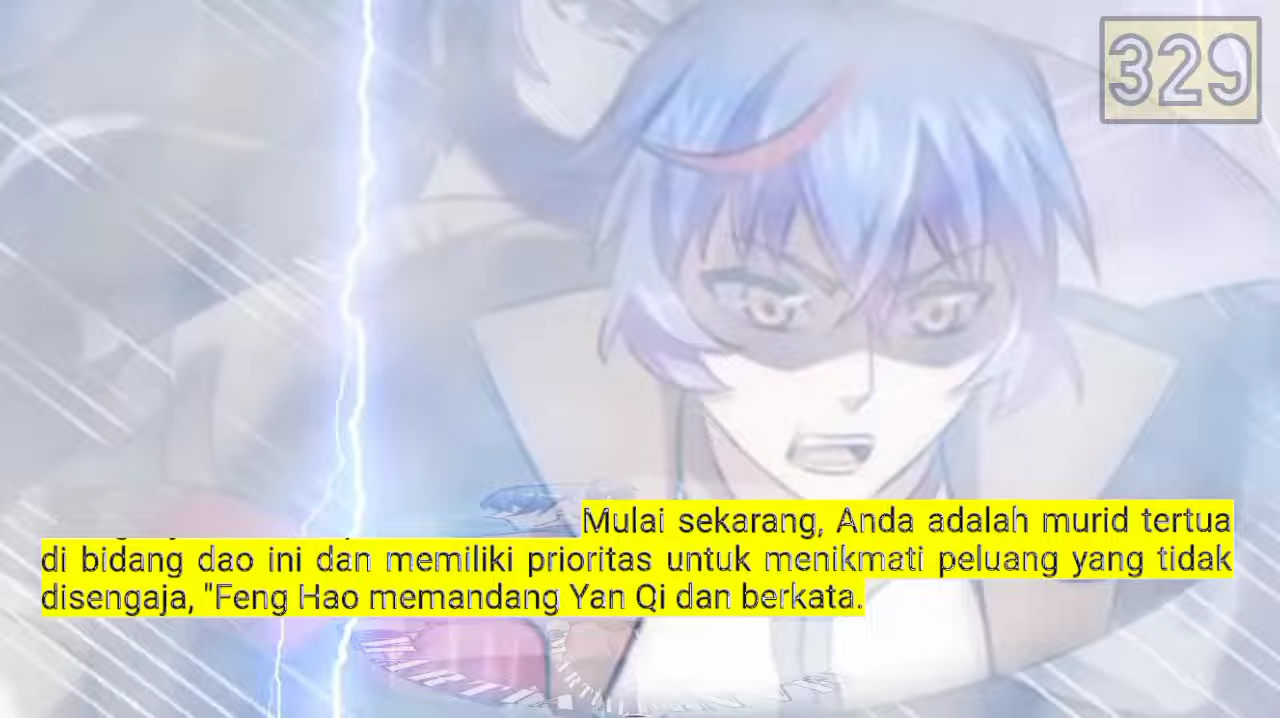 329
Mulai sekarang, Anda adalah murid tertua
di bidang dao ini dan memiliki prioritas untuk menikmati peluang yang tidak
disengaja, "Feng Hao memandang Yan Qi dan berkata.